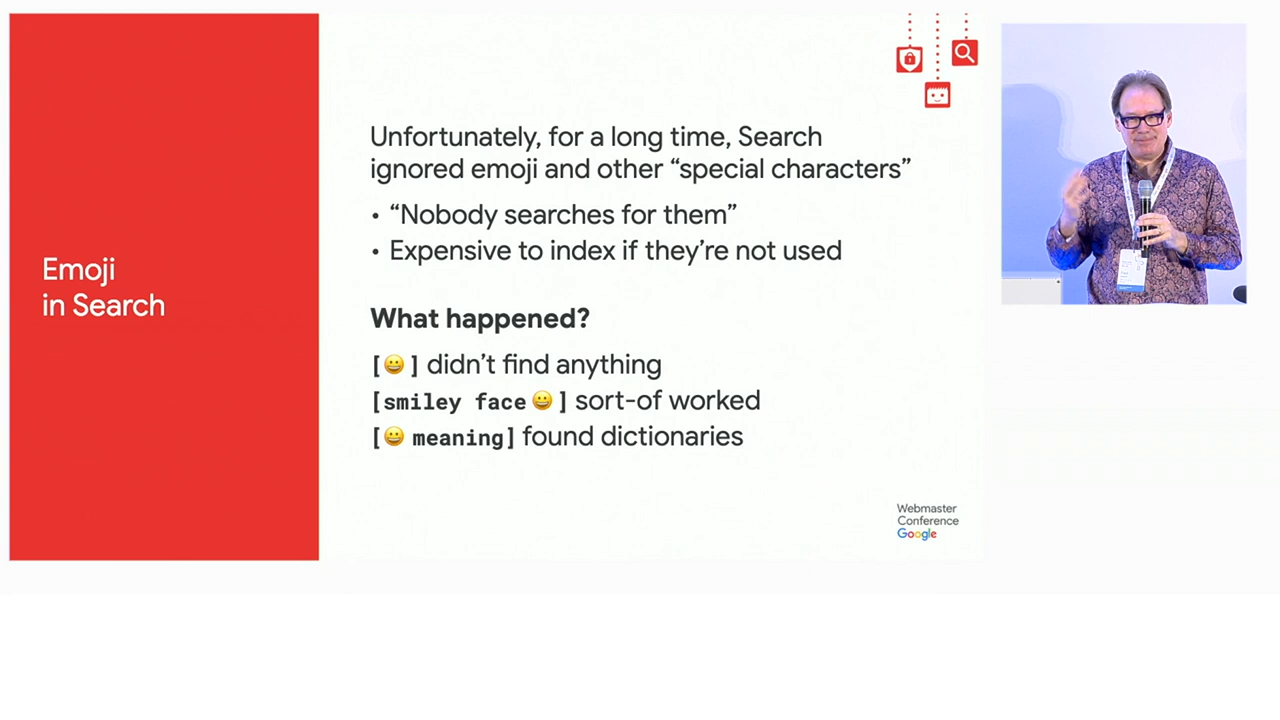 Emoji
in Search
Unfortunately, for a long time, Search
ignored emoji and other “special characters”
• “Nobody searches for them”
• Expensive to index if they’re not used
What happened?
[😀 ] didn’t find anything
[smiley face 😀 ] sort-of worked
[😀 meaning] found dictionaries
Webmaster
Conference
Google